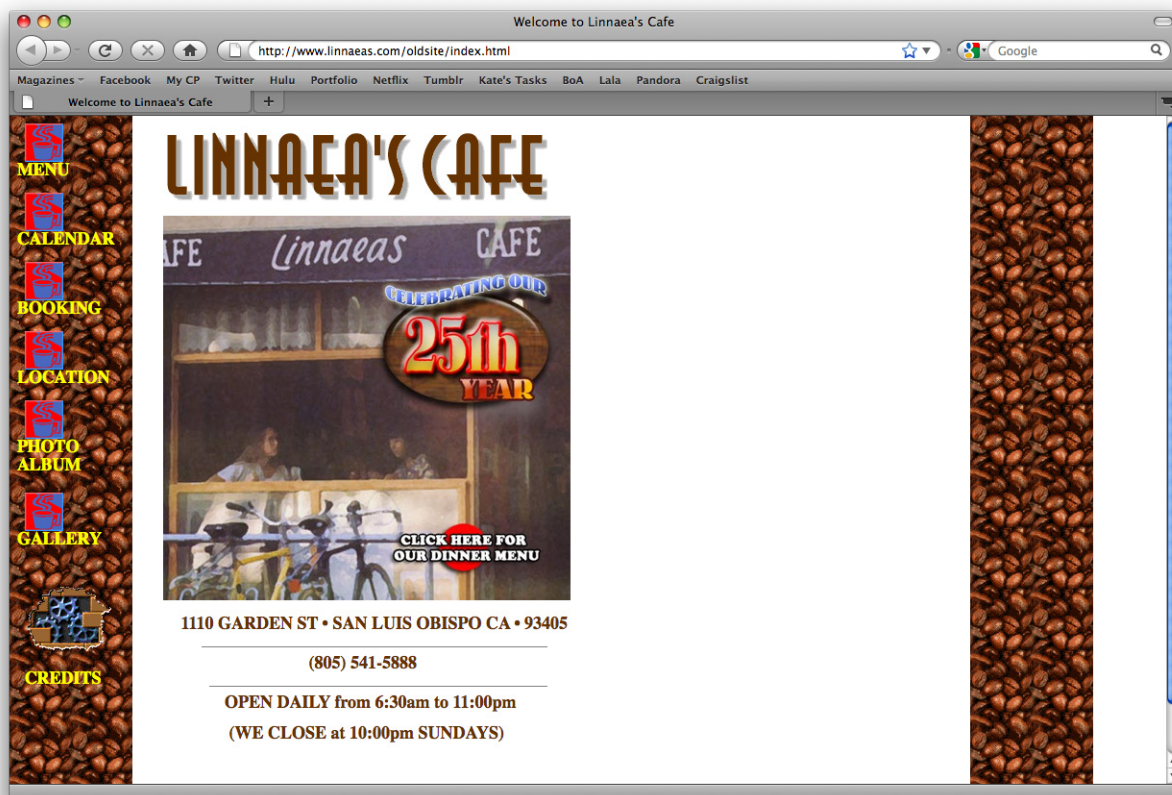 Welcome to Linnaea's Cafe
http://www.linnaeas.com/oldsite/index.html
Google
Magazines Facebook My CP Twitter Hulu Portfolio Netflix Tumblr Kate's Tasks BoA Lala Pandora Craigslist
Welcome to Linnaea's Cafe
MENU
CALENDAR
BOOKING
LOCATION
PHOTO
ALBUM
GALLERY
CREDITS
LINNAEA'S CAFE
AFE Linnaeas CAFE
CELEBRATING OUR
25th
YEAR
CLICK HERE FOR
OUR DINNER MENU
1110 GARDEN ST • SAN LUIS OBISPO CA • 93405
(805) 541-5888
OPEN DAILY from 6:30am to 11:00pm
(WE CLOSE at 10:00pm SUNDAYS)